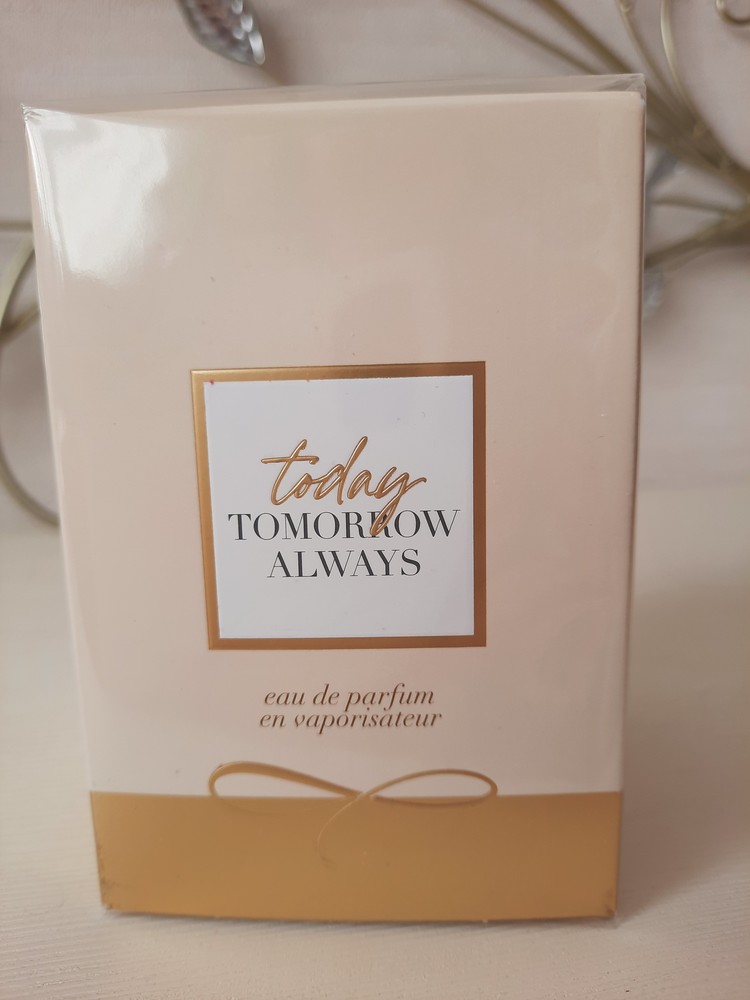 today
TOMORROW
ALWAYS
eau de parfum
en vaporisateur